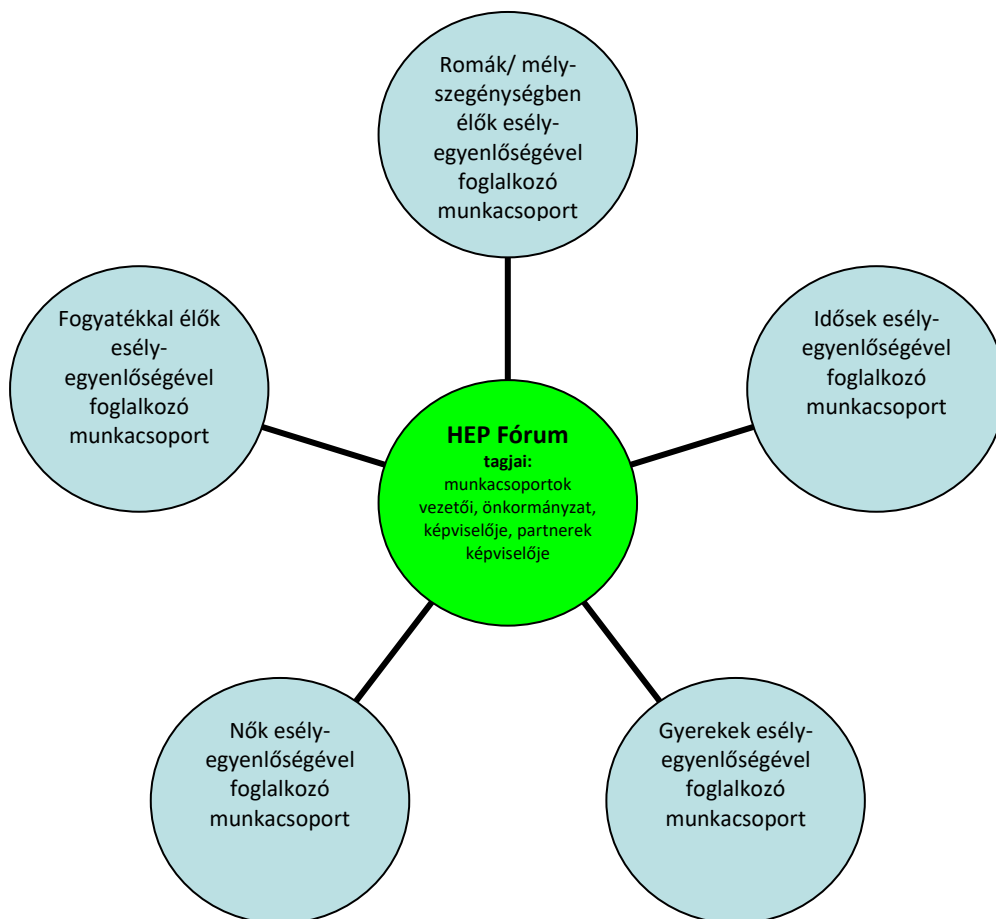 Romák/ mély-
szegénységben
élők esély-
egyenlőségével
foglalkozó
munkacsoport
Fogyatékkal élők
esély-
egyenlőségével
foglalkozó
munkacsoport
Idősek esély-
egyenlőségével
foglalkozó
munkacsoport
HEP Fórum
tagjai:
munkacsoportok
vezetői, önkormányzat,
képviselője, partnerek
képviselője
Nők esély-
egyenlőségével
foglalkozó
munkacsoport
Gyerekek esély-
egyenlőségével
foglalkozó
munkacsoport